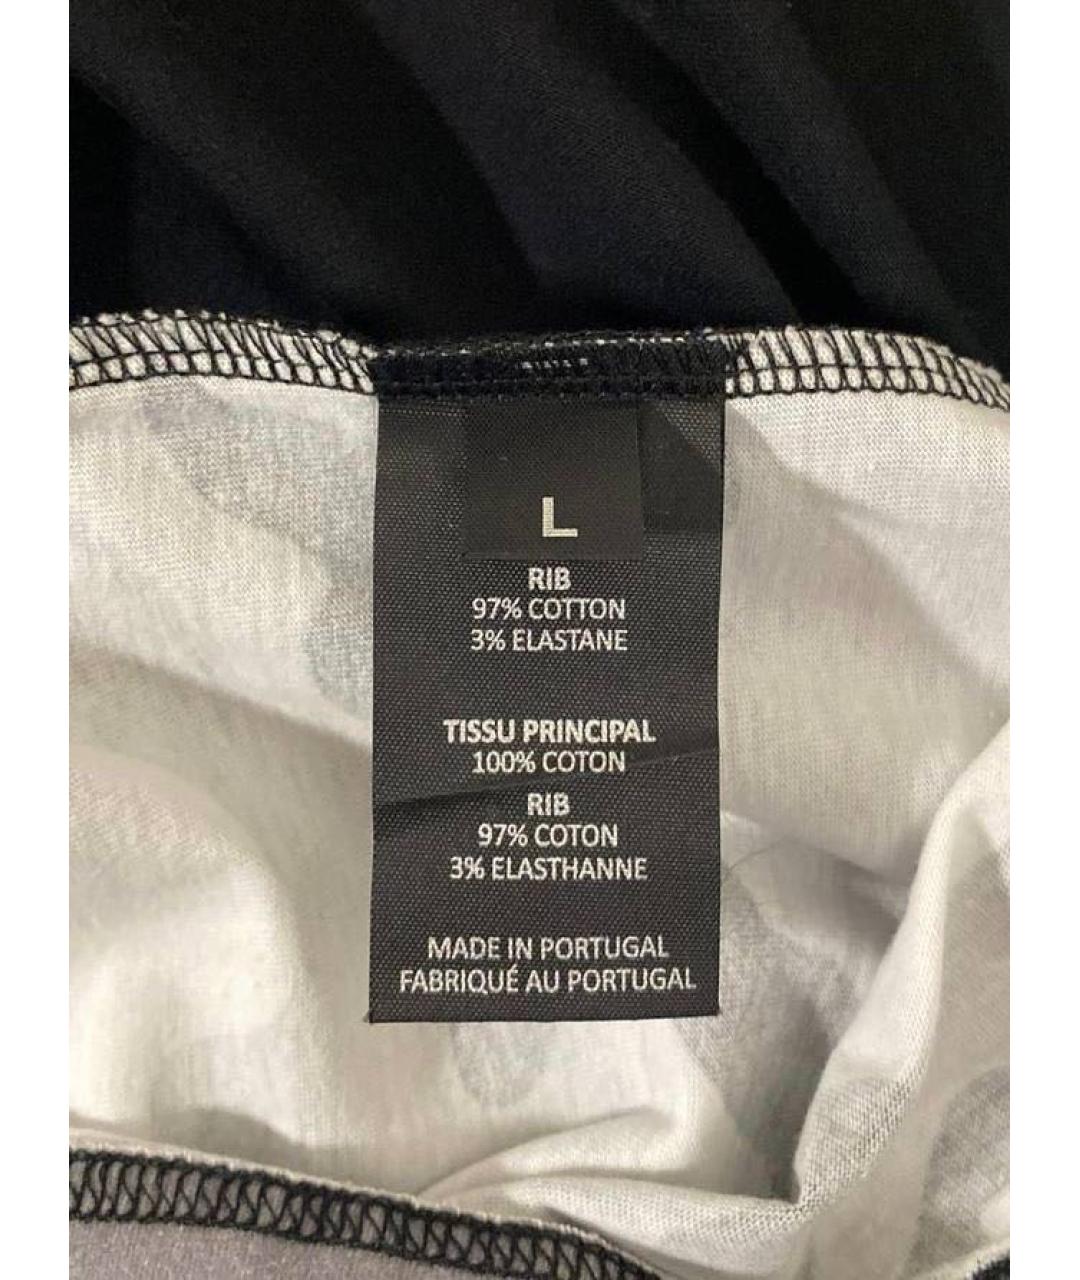 L
RIB
97% COTTON
3% ELASTANE
TISSU PRINCIPAL
100% COTON
RIB
97% COTON
3% ELASTHANNE
MADE IN PORTUGAL
FABRIQUÉ AU PORTUGAL